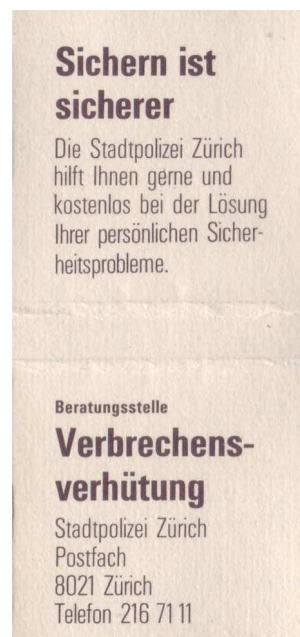 Sichern ist
sicherer
Die Stadtpolizei Zürich
hilft Ihnen gerne und
kostenlos bei der Lösung
Ihrer persönlichen Sicher-
heitsprobleme.
Beratungsstelle
Verbrechens-
verhütung
Stadtpolizei Zürich
Postfach
8021 Zürich
Telefon 216 71 11